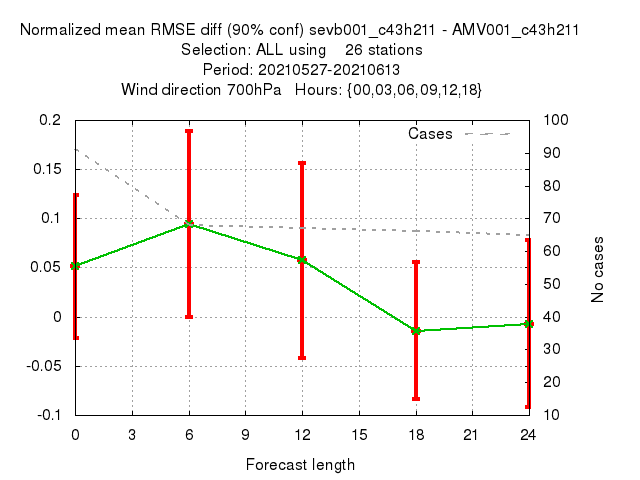 Normalized mean RMSE diff (90% conf) sevb001_c43h211 - AMV001_c43h211
Selection: ALL using 26 stations
Period: 20210527-20210613
Wind direction 700hPa Hours: {00,03,06,09,12,18}
Cases
0.2
0.15
0.1
0.05
0
-0.05
-0.1
100
90
80
70
60
50
40
30
20
10
No cases
0 3 6 9 12 15 18 21 24
Forecast length